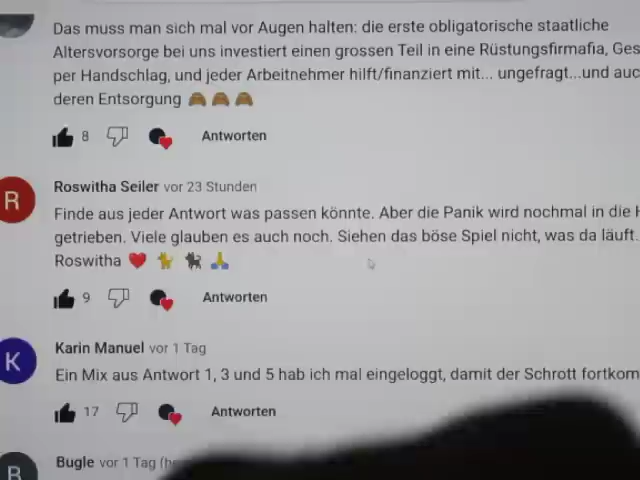 Das muss man sich mal vor Augen halten: die erste obligatorische staatliche
Altersvorsorge bei uns investiert einen grossen Teil in eine Rüstungsfirmafia, Ges
per Handschlag, und jeder Arbeitnehmer hilft/finanziert mit... ungefragt...und auc
deren Entsorgung 🙈 🙈 🙈
8 Antworten
R
Roswitha Seiler vor 23 Stunden
Finde aus jeder Antwort was passen könnte. Aber die Panik wird nochmal in die H
getrieben. Viele glauben es auch noch. Siehen das böse Spiel nicht, was da läuft.
Roswitha ❤️ 🐈 🐈‍⬛ 🙏
9 Antworten
K
Karin Manuel vor 1 Tag
Ein Mix aus Antwort 1, 3 und 5 hab ich mal eingeloggt, damit der Schrott fortkom
17 Antworten
B
Bugle vor 1 Tag (be